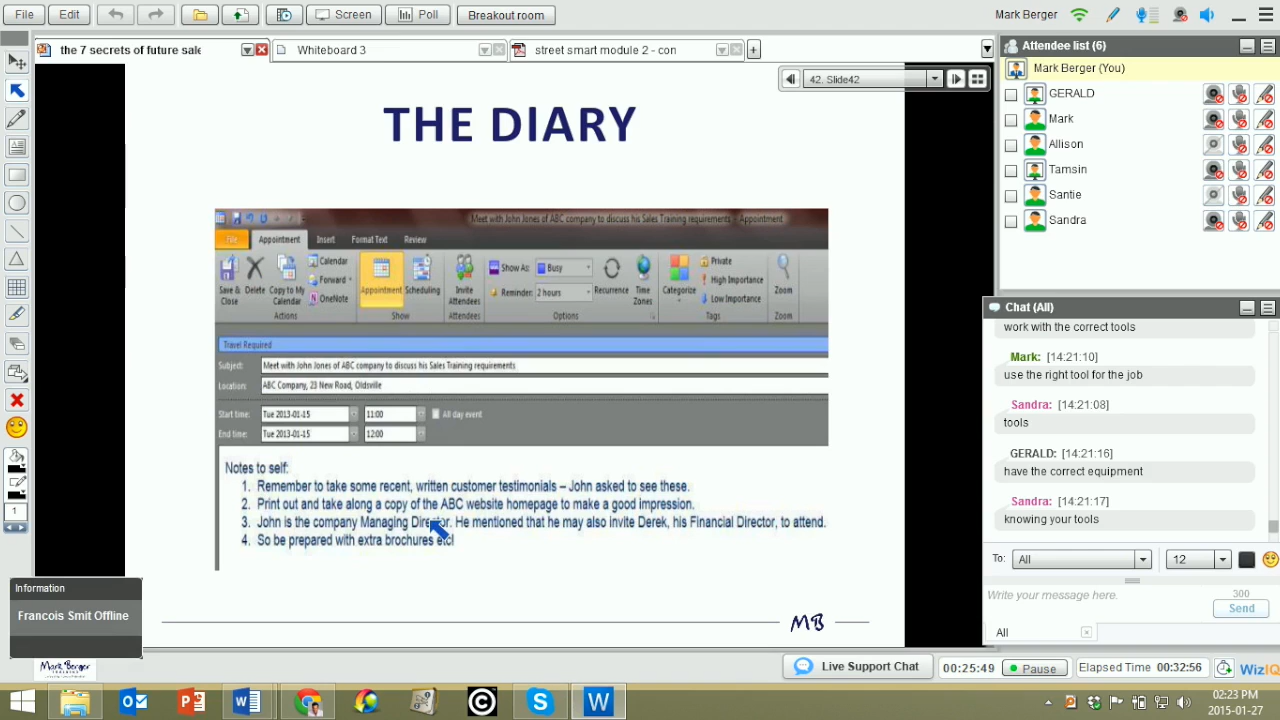 File Edit Screen Poll Breakout room Mark Berger
the 7 secrets of future sale Whiteboard 3 street smart module 2 - con
Attendee list (6)
Mark Berger (You)
GERALD
Mark
Allison
Tamsin
Santie
Sandra
42. Slide42
THE DIARY
Meet with John Jones of ABC company to discuss his Sales Training requirements - Appointment
File Appointment Insert Format Text Review
Save & Close
Delete
Copy to My Calendar
Calendar
Forward
OneNote
Actions
Appointment
Scheduling
Show
Invite Attendees
Attendees
Show As: Busy
Reminder: 2 hours
Recurrence
Time Zones
Options
Categorize
Private
High Importance
Low Importance
Tags
Zoom
Zoom
Travel Required
Subject: Meet with John Jones of ABC company to discuss his Sales Training requirements
Location: ABC Company, 23 New Road, Oldsville
Start time: Tue 2013-01-15 11:00 All day event
End time: Tue 2013-01-15 12:00
Notes to self:
1. Remember to take some recent, written customer testimonials – John asked to see these.
2. Print out and take along a copy of the ABC website homepage to make a good impression.
3. John is the company Managing Director. He mentioned that he may also invite Derek, his Financial Director, to attend.
4. So be prepared with extra brochures etc!
MB
Chat (All)
work with the correct tools
Mark: [14:21:10]
use the right tool for the job
Sandra: [14:21:08]
tools
GERALD: [14:21:16]
have the correct equipment
Sandra: [14:21:17]
knowing your tools
To: All 12
Write your message here. 300
Send
All
1
Information
Francois Smit Offline
Mark Berger
TRAINING
Live Support Chat 00:25:49 Pause Elapsed Time 00:32:56 WizIQ
02:23 PM
2015-01-27